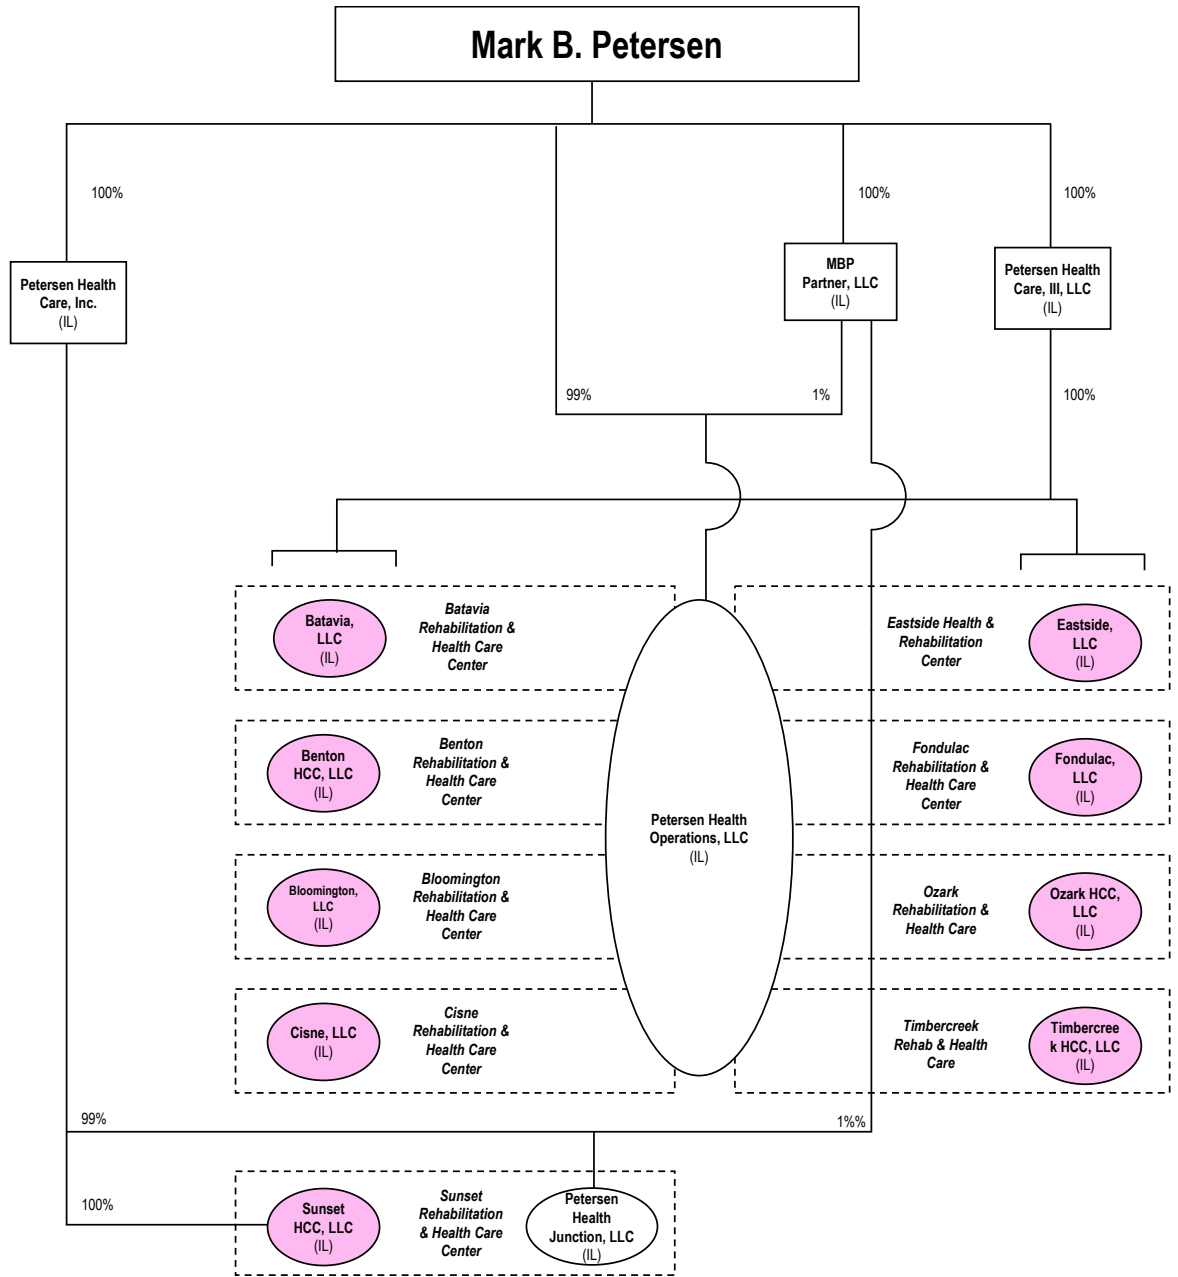 Mark B. Petersen
100%
100%
100%
Petersen Health
Care, Inc.
(IL)
MBP
Partner, LLC
(IL)
Petersen Health
Care, III, LLC
(IL)
99%
1%
100%
Batavia,
LLC
(IL)
Batavia
Rehabilitation &
Health Care
Center
Eastside Health &
Rehabilitation
Center
Eastside,
LLC
(IL)
Benton
HCC, LLC
(IL)
Benton
Rehabilitation &
Health Care
Center
Fondulac
Rehabilitation &
Health Care
Center
Fondulac,
LLC
(IL)
Petersen Health
Operations, LLC
(IL)
Bloomington,
LLC
(IL)
Bloomington
Rehabilitation &
Health Care
Center
Ozark
Rehabilitation &
Health Care
Ozark HCC,
LLC
(IL)
Cisne, LLC
(IL)
Cisne
Rehabilitation &
Health Care
Center
Timbercreek
Rehab & Health
Care
Timbercree
k HCC, LLC
(IL)
99%
1%%
100%
Sunset
HCC, LLC
(IL)
Sunset
Rehabilitation
& Health Care
Center
Petersen
Health
Junction, LLC
(IL)